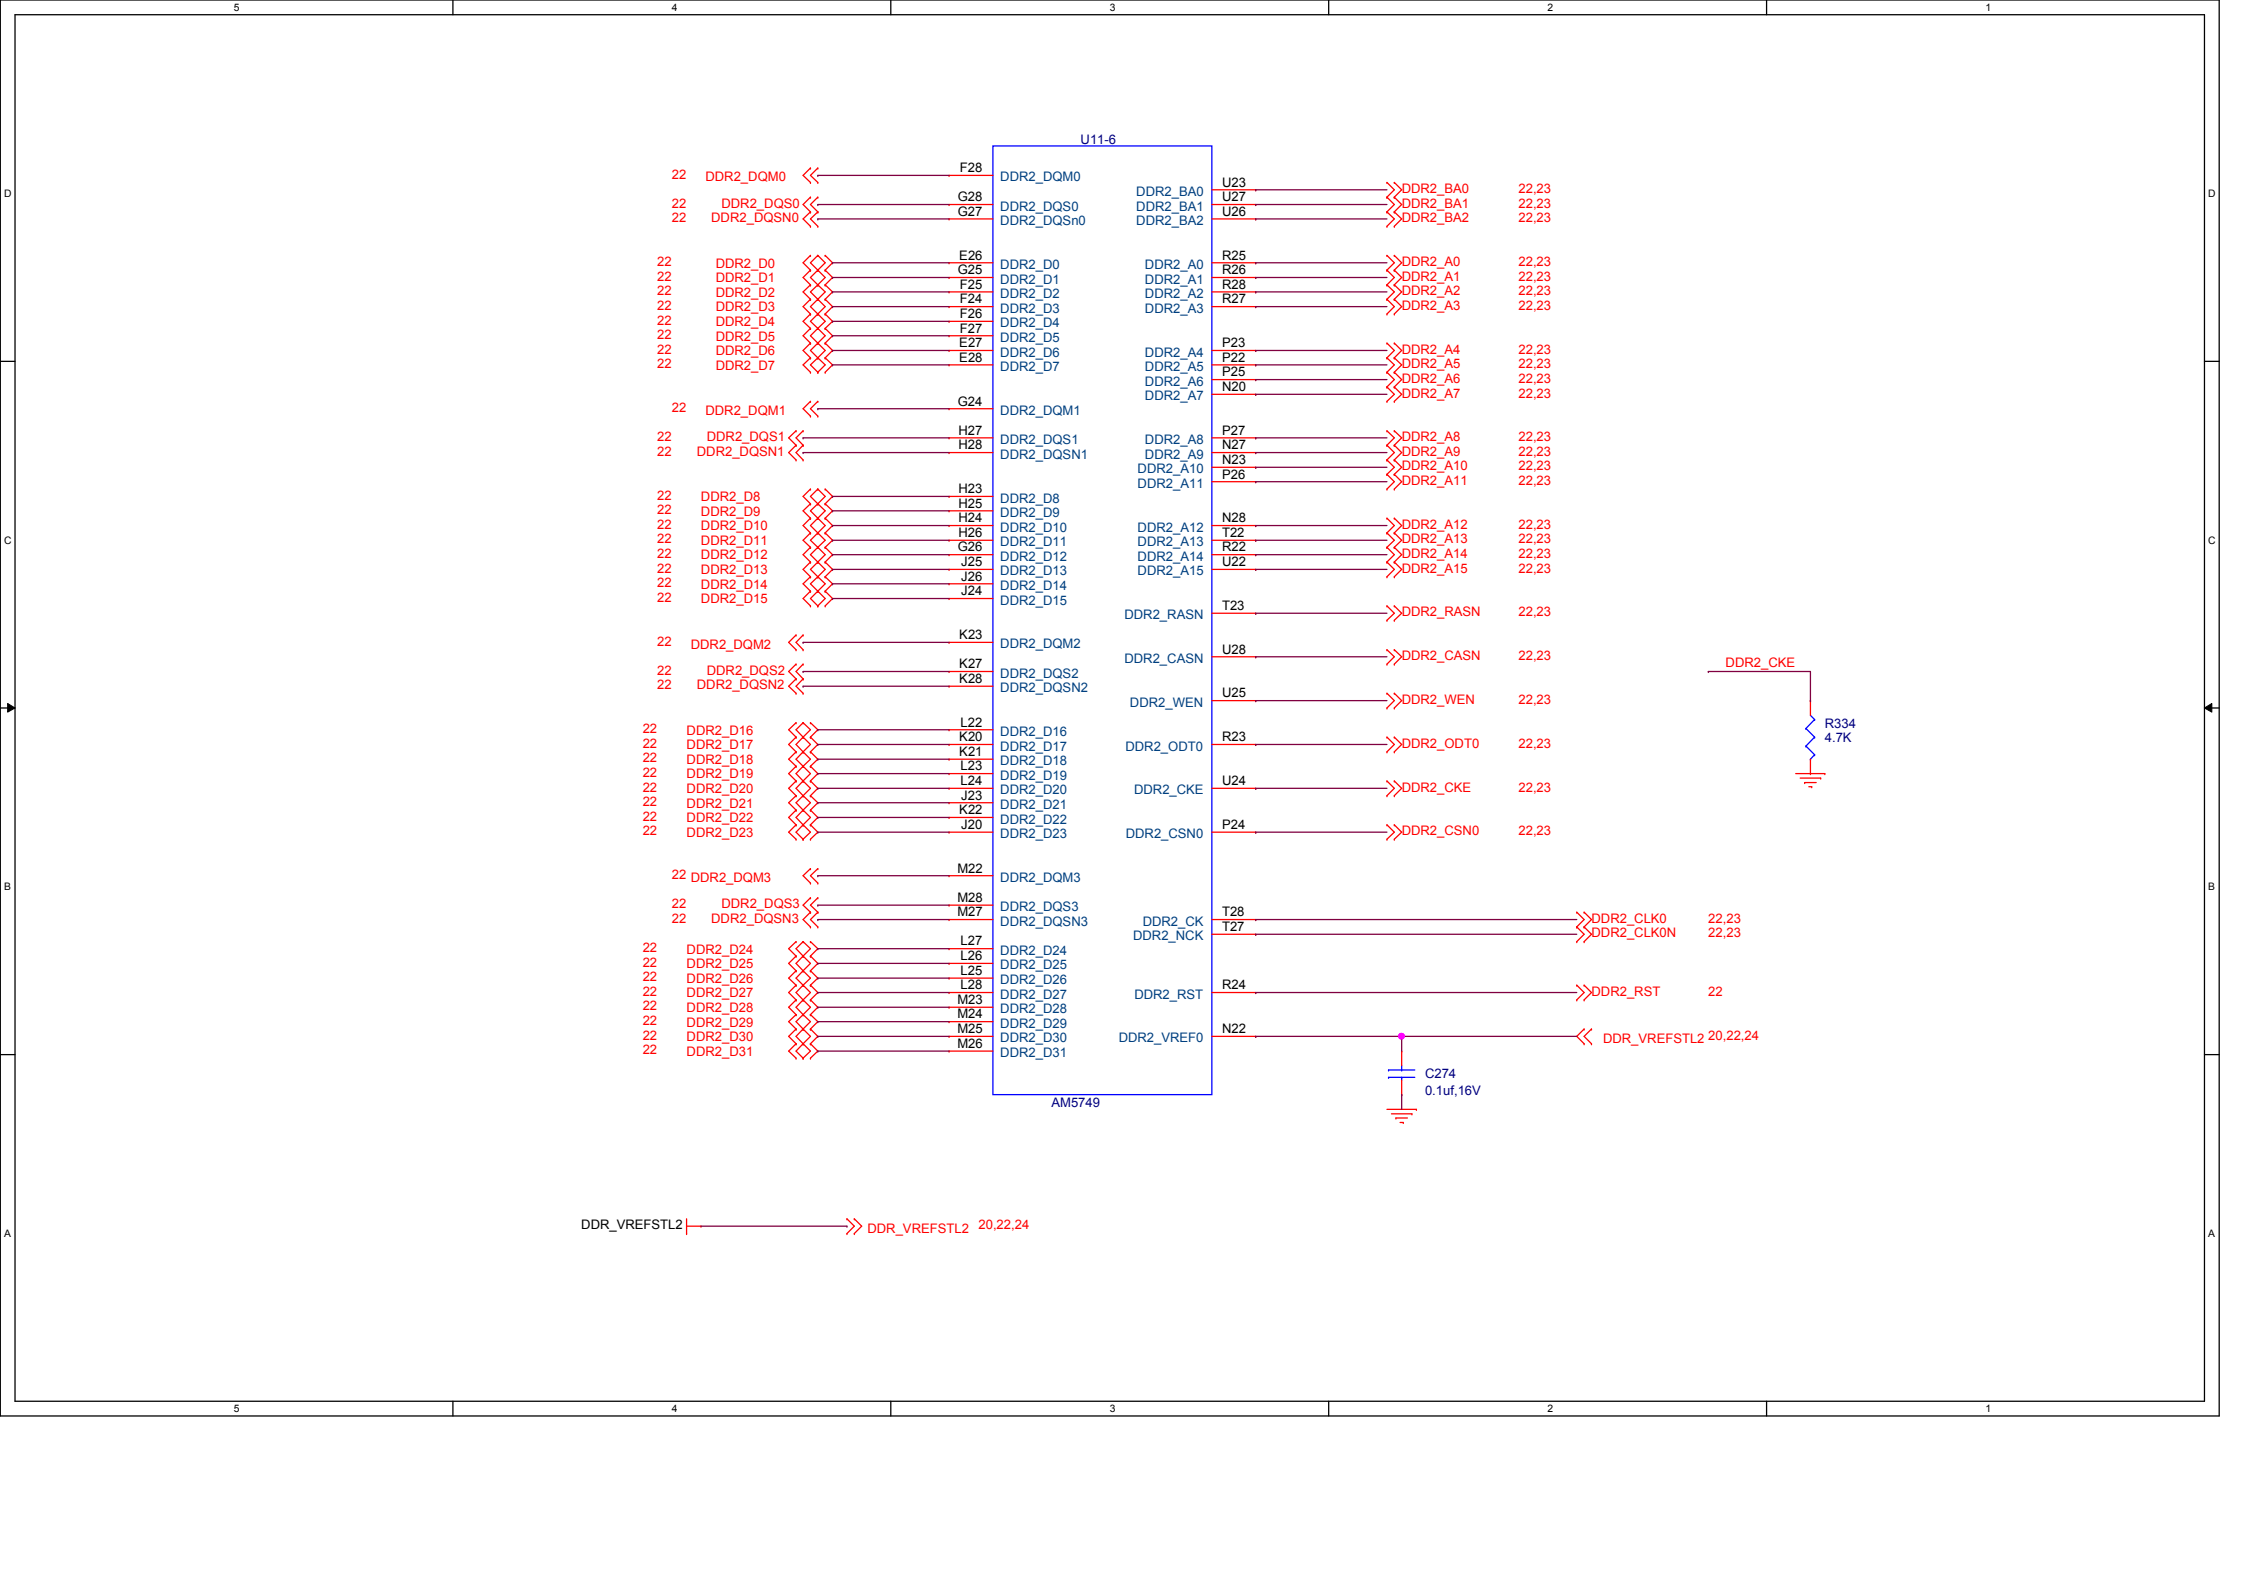 5 4 3 2 1
U11-6
22 DDR2_DQM0 F28 DDR2_DQM0
22 DDR2_DQS0 G28 DDR2_DQS0
22 DDR2_DQSN0 G27 DDR2_DQSn0
22 DDR2_D0 E26 DDR2_D0
22 DDR2_D1 G25 DDR2_D1
22 DDR2_D2 F25 DDR2_D2
22 DDR2_D3 F24 DDR2_D3
22 DDR2_D4 F26 DDR2_D4
22 DDR2_D5 F27 DDR2_D5
22 DDR2_D6 E27 DDR2_D6
22 DDR2_D7 E28 DDR2_D7
22 DDR2_DQM1 G24 DDR2_DQM1
22 DDR2_DQS1 H27 DDR2_DQS1
22 DDR2_DQSN1 H28 DDR2_DQSN1
22 DDR2_D8 H23 DDR2_D8
22 DDR2_D9 H25 DDR2_D9
22 DDR2_D10 H24 DDR2_D10
22 DDR2_D11 H26 DDR2_D11
22 DDR2_D12 G26 DDR2_D12
22 DDR2_D13 J25 DDR2_D13
22 DDR2_D14 J26 DDR2_D14
22 DDR2_D15 J24 DDR2_D15
22 DDR2_DQM2 K23 DDR2_DQM2
22 DDR2_DQS2 K27 DDR2_DQS2
22 DDR2_DQSN2 K28 DDR2_DQSN2
22 DDR2_D16 L22 DDR2_D16
22 DDR2_D17 K20 DDR2_D17
22 DDR2_D18 K21 DDR2_D18
22 DDR2_D19 L23 DDR2_D19
22 DDR2_D20 L24 DDR2_D20
22 DDR2_D21 J23 DDR2_D21
22 DDR2_D22 K22 DDR2_D22
22 DDR2_D23 J20 DDR2_D23
22 DDR2_DQM3 M22 DDR2_DQM3
22 DDR2_DQS3 M28 DDR2_DQS3
22 DDR2_DQSN3 M27 DDR2_DQSN3
22 DDR2_D24 L27 DDR2_D24
22 DDR2_D25 L26 DDR2_D25
22 DDR2_D26 L25 DDR2_D26
22 DDR2_D27 L28 DDR2_D27
22 DDR2_D28 M23 DDR2_D28
22 DDR2_D29 M24 DDR2_D29
22 DDR2_D30 M25 DDR2_D30
22 DDR2_D31 M26 DDR2_D31
DDR2_BA0 U23 DDR2_BA0 22,23
DDR2_BA1 U27 DDR2_BA1 22,23
DDR2_BA2 U26 DDR2_BA2 22,23
DDR2_A0 R25 DDR2_A0 22,23
DDR2_A1 R26 DDR2_A1 22,23
DDR2_A2 R28 DDR2_A2 22,23
DDR2_A3 R27 DDR2_A3 22,23
DDR2_A4 P23 DDR2_A4 22,23
DDR2_A5 P22 DDR2_A5 22,23
DDR2_A6 P25 DDR2_A6 22,23
DDR2_A7 N20 DDR2_A7 22,23
DDR2_A8 P27 DDR2_A8 22,23
DDR2_A9 N27 DDR2_A9 22,23
DDR2_A10 N23 DDR2_A10 22,23
DDR2_A11 P26 DDR2_A11 22,23
DDR2_A12 N28 DDR2_A12 22,23
DDR2_A13 T22 DDR2_A13 22,23
DDR2_A14 R22 DDR2_A14 22,23
DDR2_A15 U22 DDR2_A15 22,23
DDR2_RASN T23 DDR2_RASN 22,23
DDR2_CASN U28 DDR2_CASN 22,23
DDR2_WEN U25 DDR2_WEN 22,23
DDR2_ODT0 R23 DDR2_ODT0 22,23
DDR2_CKE U24 DDR2_CKE 22,23
DDR2_CSN0 P24 DDR2_CSN0 22,23
DDR2_CK T28 DDR2_CLK0 22,23
DDR2_NCK T27 DDR2_CLK0N 22,23
DDR2_RST R24 DDR2_RST 22
DDR2_VREF0 N22 DDR_VREFSTL2 20,22,24
C274
0.1uf,16V
AM5749
DDR2_CKE
R334
4.7K
DDR_VREFSTL2 DDR_VREFSTL2 20,22,24
D D
C C
B B
A A
5 4 3 2 1